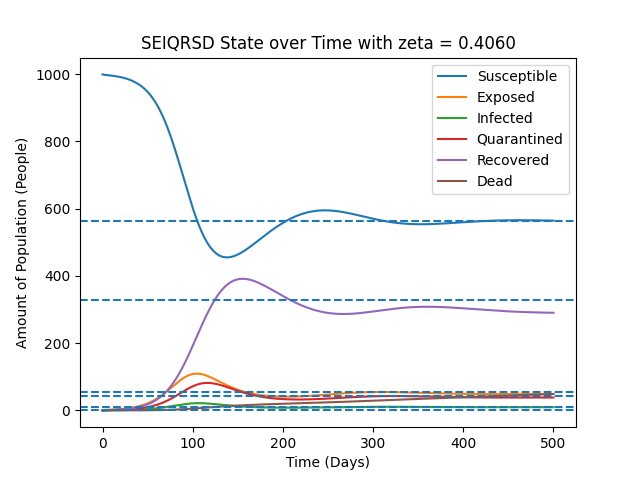 SEIQRSD State over Time with zeta = 0.4060
Amount of Population (People)
1000
800
600
400
200
0
Susceptible
Exposed
Infected
Quarantined
Recovered
Dead
0 100 200 300 400 500
Time (Days)